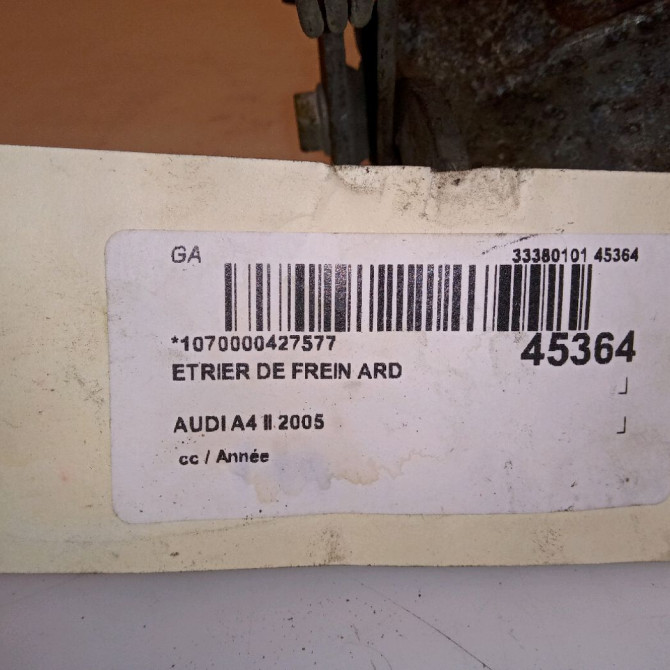 GA 33380101 45364
*1070000427577 45364
ETRIER DE FREIN ARD
AUDI A4 II 2005
cc / Année